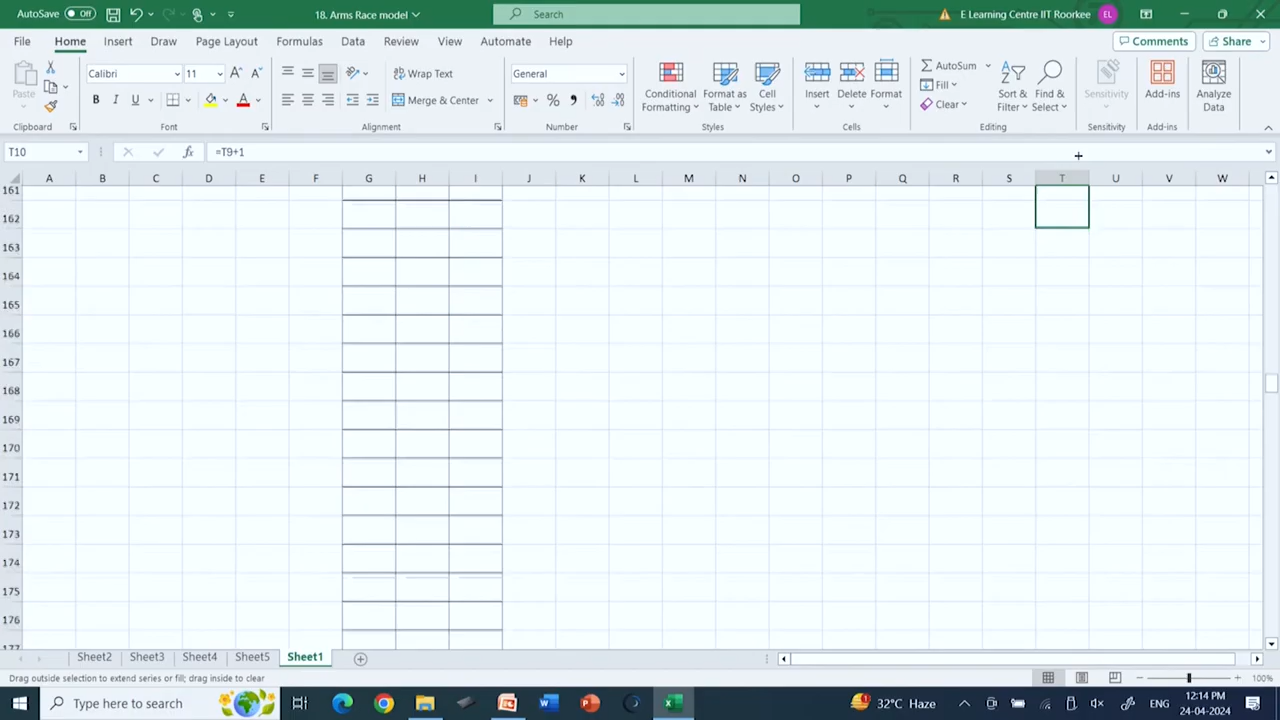 AutoSave Off 18. Arms Race model Search E Learning Centre IIT Roorkee EL
File Home Insert Draw Page Layout Formulas Data Review View Automate Help Comments Share
Paste Calibri 11 A A Wrap Text General Conditional Formatting Format as Table Cell Styles Insert Delete Format AutoSum Sort & Filter Find & Select Sensitivity Add-ins Analyze Data
B I U A Merge & Center % Fill
Clear
Clipboard Font Alignment Number Styles Cells Editing Sensitivity Add-ins
T10 fx =T9+1
A B C D E F G H I J K L M N O P Q R S T U V W
161
162
163
164
165
166
167
168
169
170
171
172
173
174
175
176
177
Sheet2 Sheet3 Sheet4 Sheet5 Sheet1
Drag outside selection to extend series or fill; drag inside to clear 100%
Type here to search 32°C Haze ENG 12:14 PM
24-04-2024